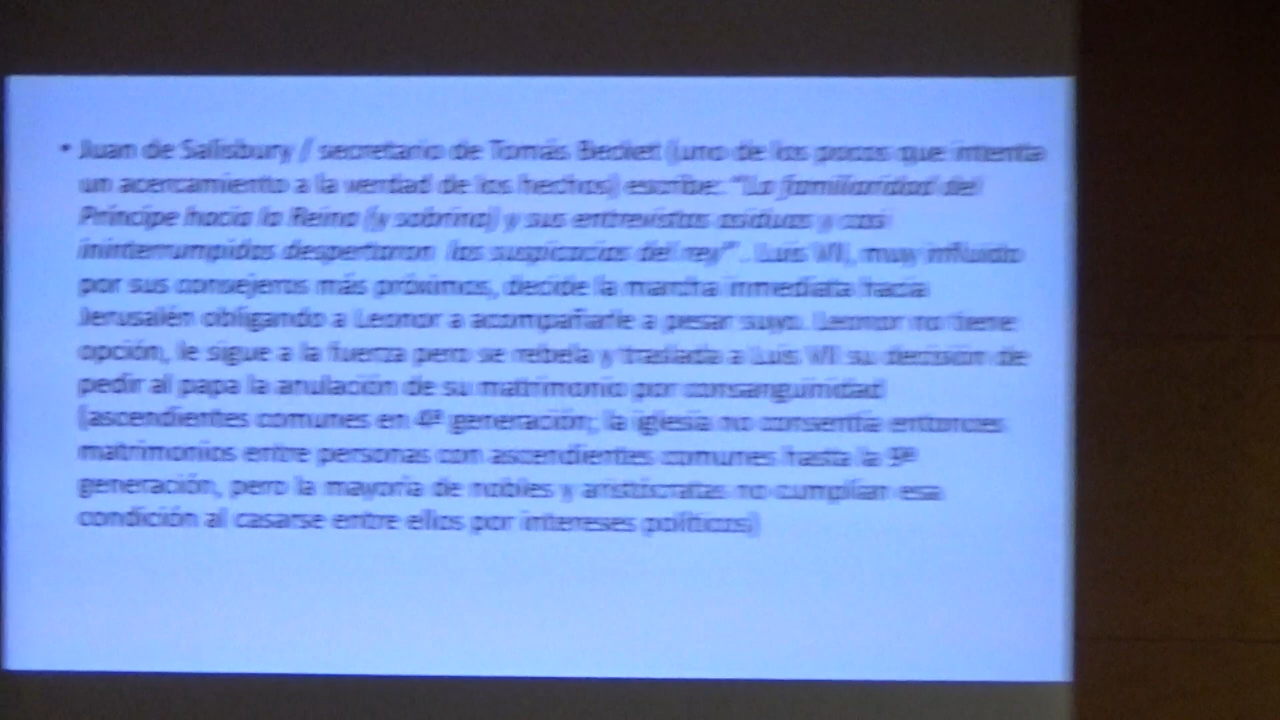 • Juan de Salisbury / secretario de Tomás Becket (uno de los pocos que intenta
un acercamiento a la verdad de los hechos) escribe: "La familiaridad del
Príncipe hacia la Reina (y sobrina) y sus entrevistas asiduas y casi
ininterrumpidas despertaron las suspicacias del rey". Luis VII, muy influido
por sus consejeros más próximos, decide la marcha inmediata hacia
Jerusalén obligando a Leonor a acompañarle a pesar suyo. Leonor no tiene
opción, le sigue a la fuerza pero se rebela y traslada a Luis VII su decisión de
pedir al papa la anulación de su matrimonio por consanguinidad
(ascendientes comunes en 4ª generación; la iglesia no consentía entonces
matrimonios entre personas con ascendientes comunes hasta la 9ª
generación, pero la mayoría de nobles y aristócratas no cumplían esa
condición al casarse entre ellos por intereses políticos)